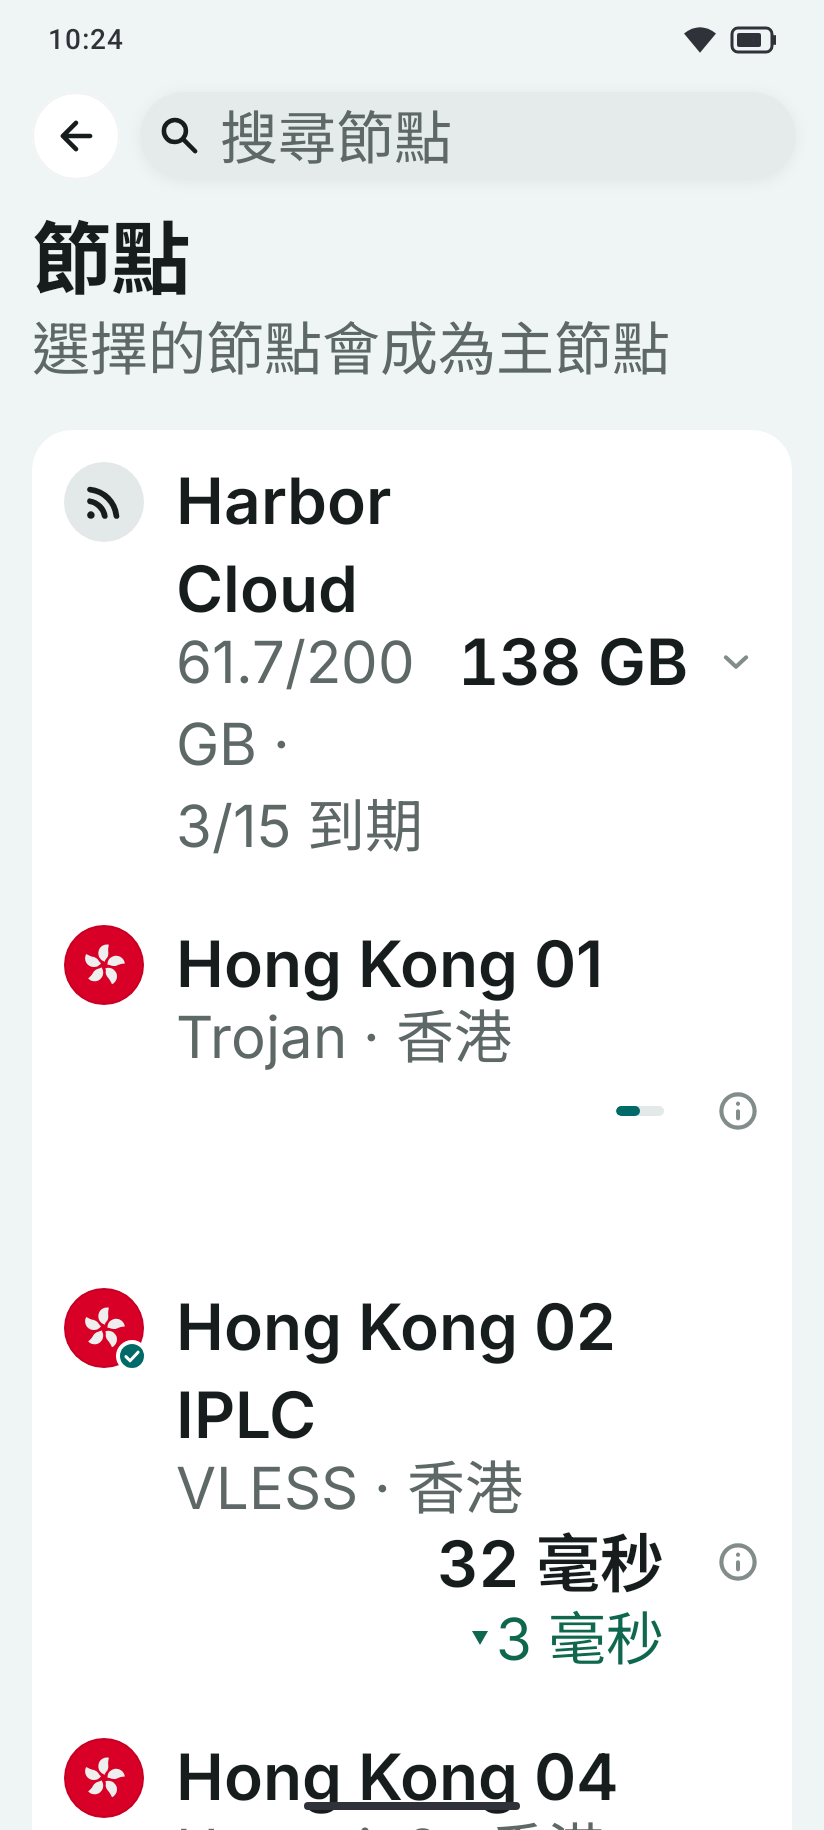 10:24
搜尋節點
節點
選擇的節點會成為主節點
Harbor
Cloud
61.7/200
GB ·
3/15 到期
138 GB
Hong Kong 01
Trojan · 香港
Hong Kong 02
IPLC
VLESS · 香港
32 毫秒
▼3 毫秒
Hong Kong 04